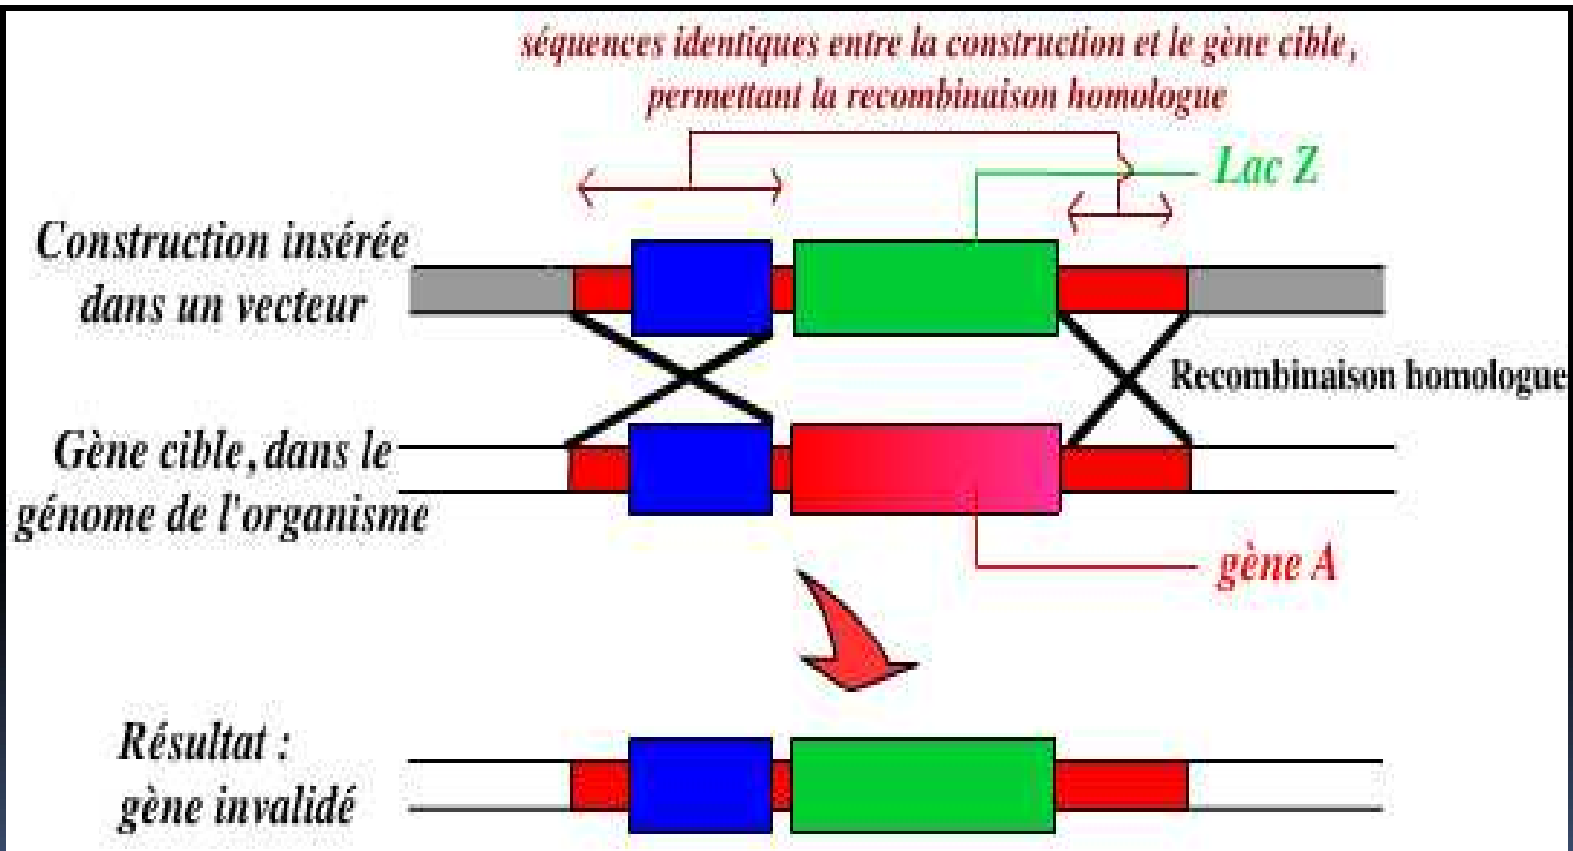 séquences identiques entre la construction et le gène cible,
permettant la recombinaison homologue
Lac Z
Construction insérée
dans un vecteur
Recombinaison homologue
Gène cible, dans le
génome de l'organisme
gène A
Résultat :
gène invalidé